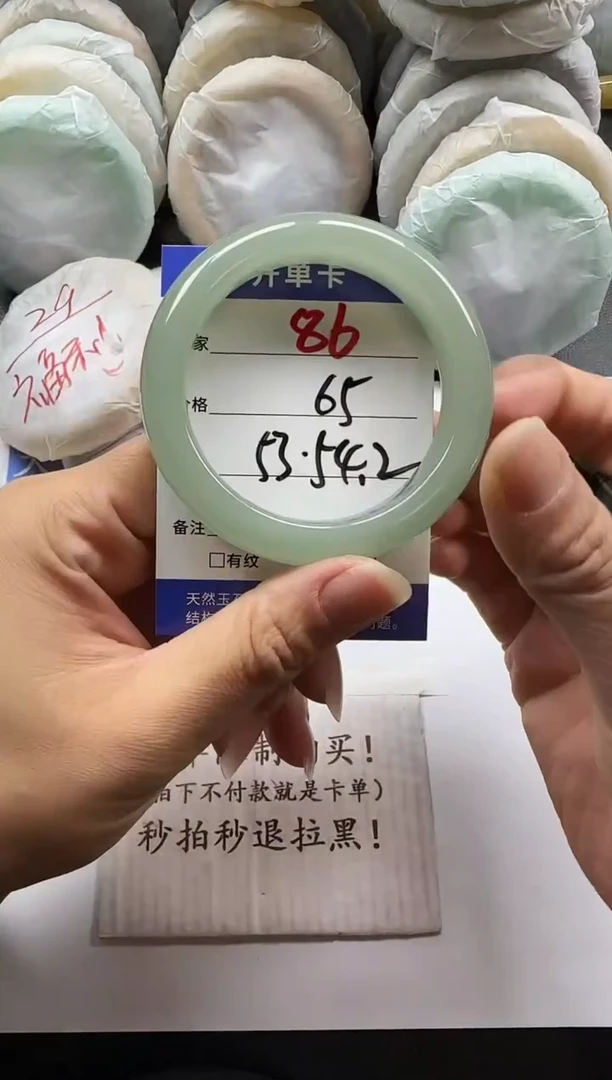 开单卡
家 86
格 65
53.54.2
备注
□有纹
天然玉
结构 题。
29
福利
制 买!
拍下不付款就是卡单)
秒拍秒退拉黑!